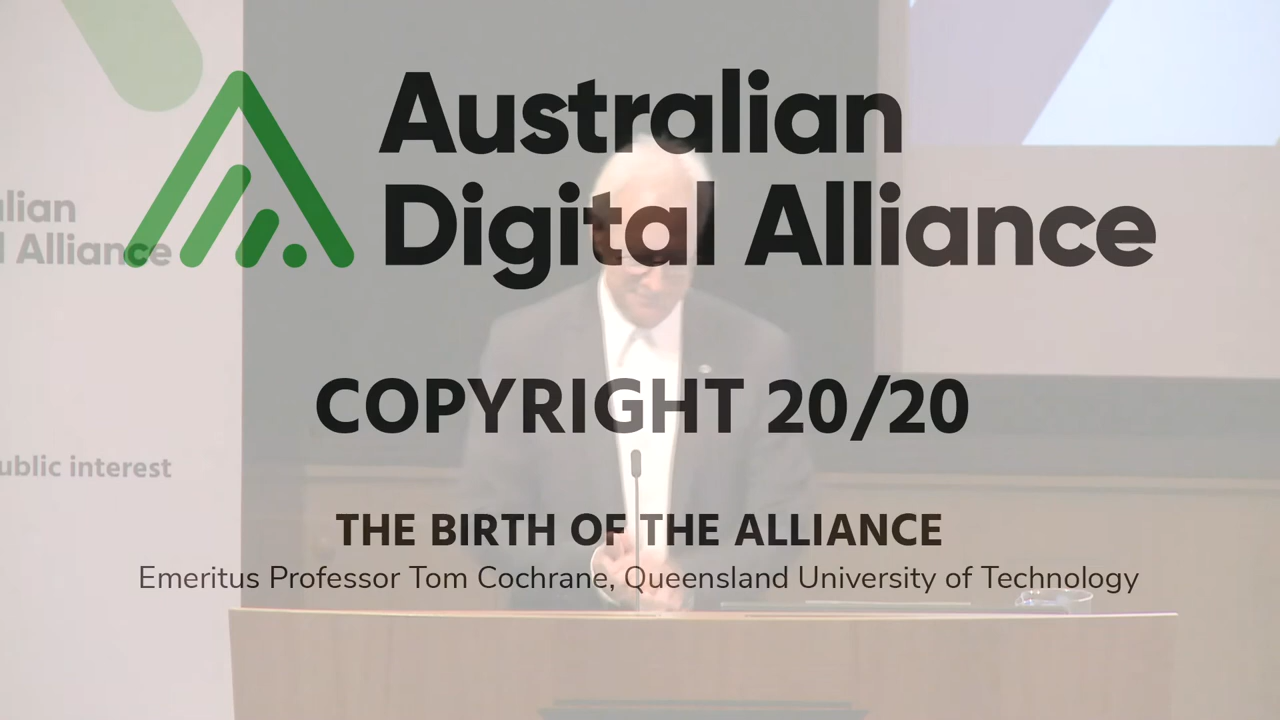 Australian
Digital Alliance
alian
l Alliance
COPYRIGHT 20/20
ublic interest
THE BIRTH OF THE ALLIANCE
Emeritus Professor Tom Cochrane, Queensland University of Technology